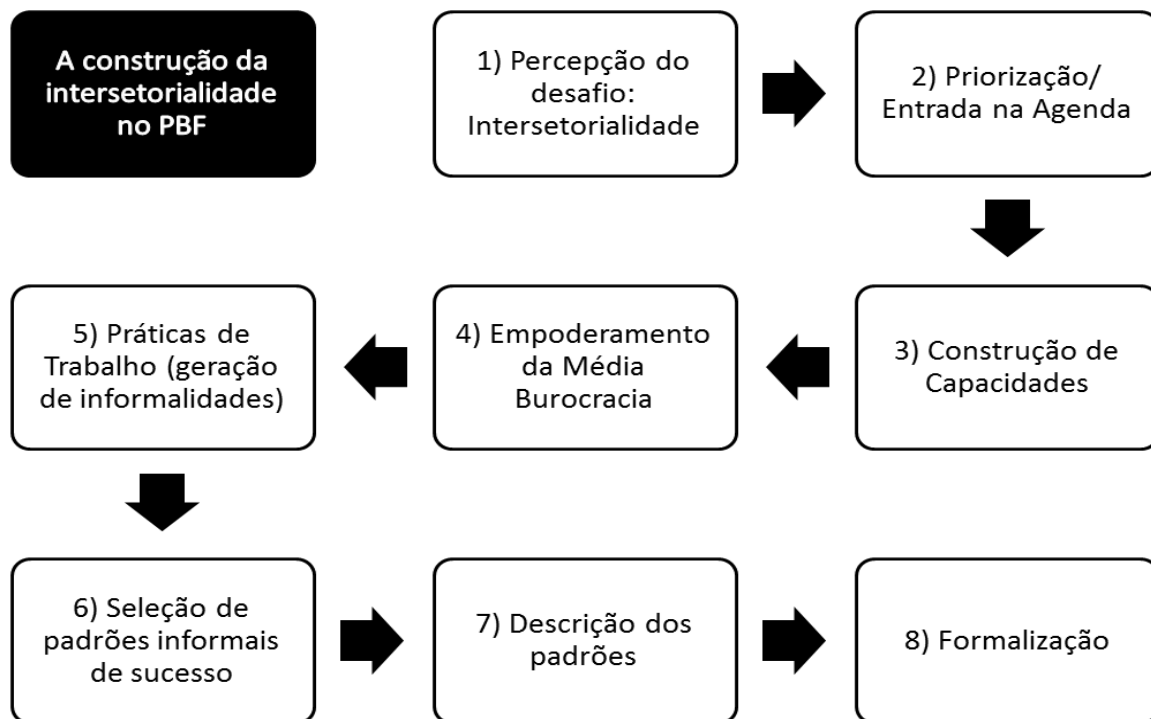 A construção da
intersetorialidade
no PBF
1) Percepção do
desafio:
Intersetorialidade
2) Priorização/
Entrada na Agenda
3) Construção de
Capacidades
4) Empoderamento
da Média
Burocracia
5) Práticas de
Trabalho (geração
de informalidades)
6) Seleção de
padrões informais
de sucesso
7) Descrição dos
padrões
8) Formalização